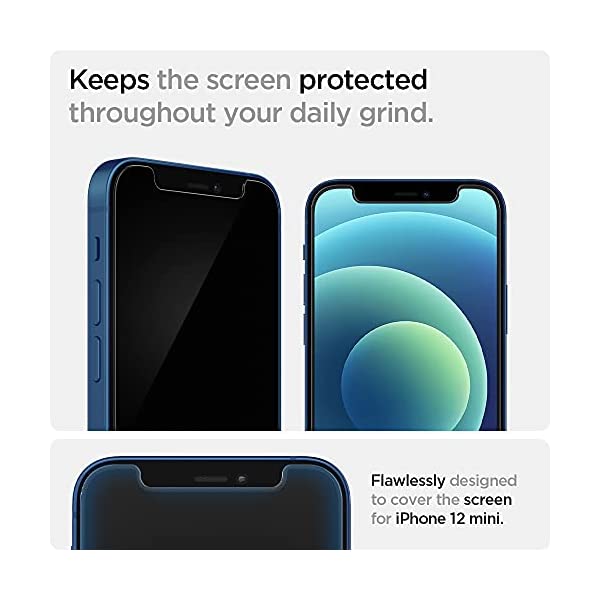 Keeps the screen protected
throughout your daily grind.
Flawlessly designed
to cover the screen
for iPhone 12 mini.